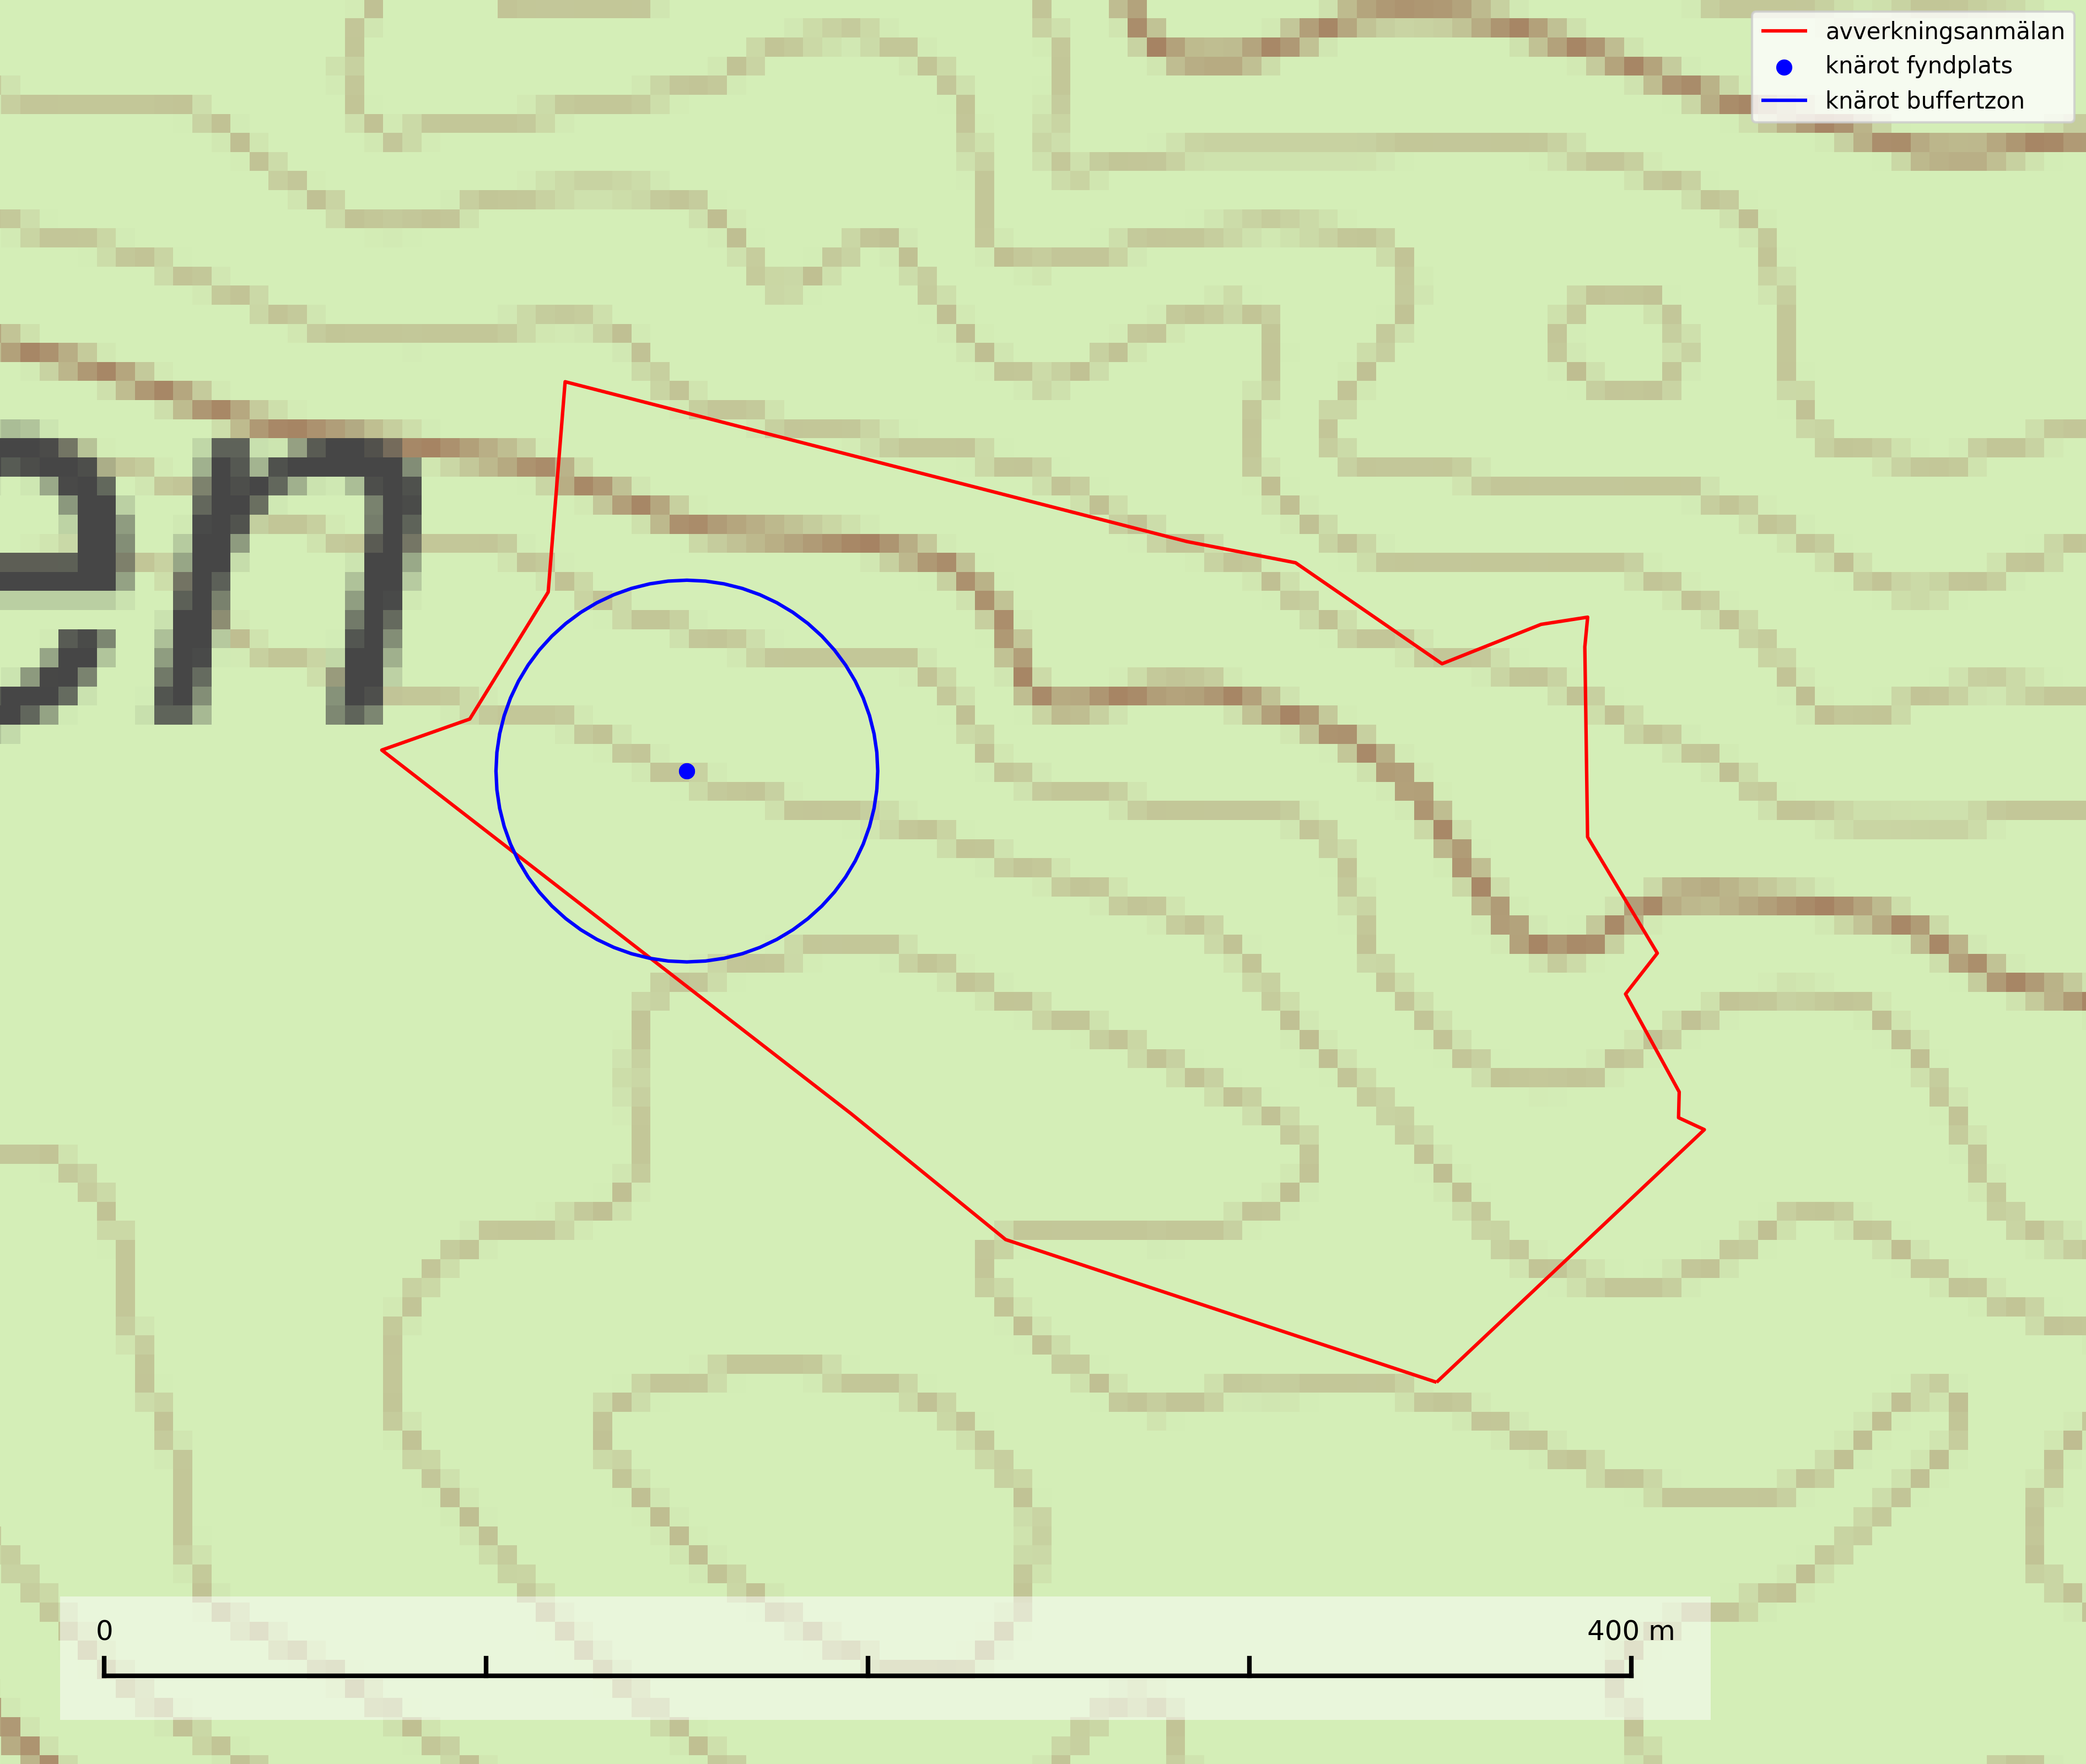 avverkningsanmälan
knärot fyndplats
knärot buffertzon
n
0 400 m